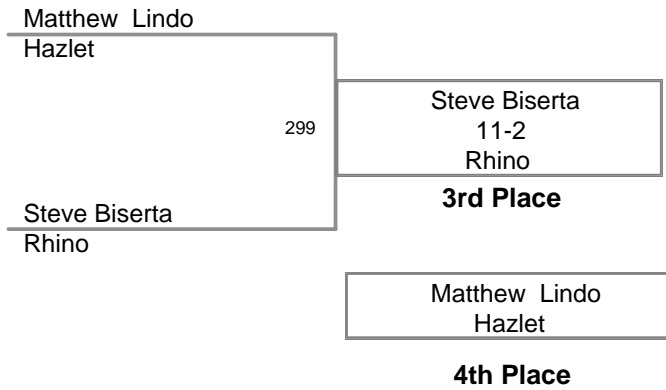 Matthew  Lindo
Hazlet
299
Steve Biserta
11-2
Rhino
3rd Place
Steve Biserta
Rhino
Matthew  Lindo
Hazlet
4th Place